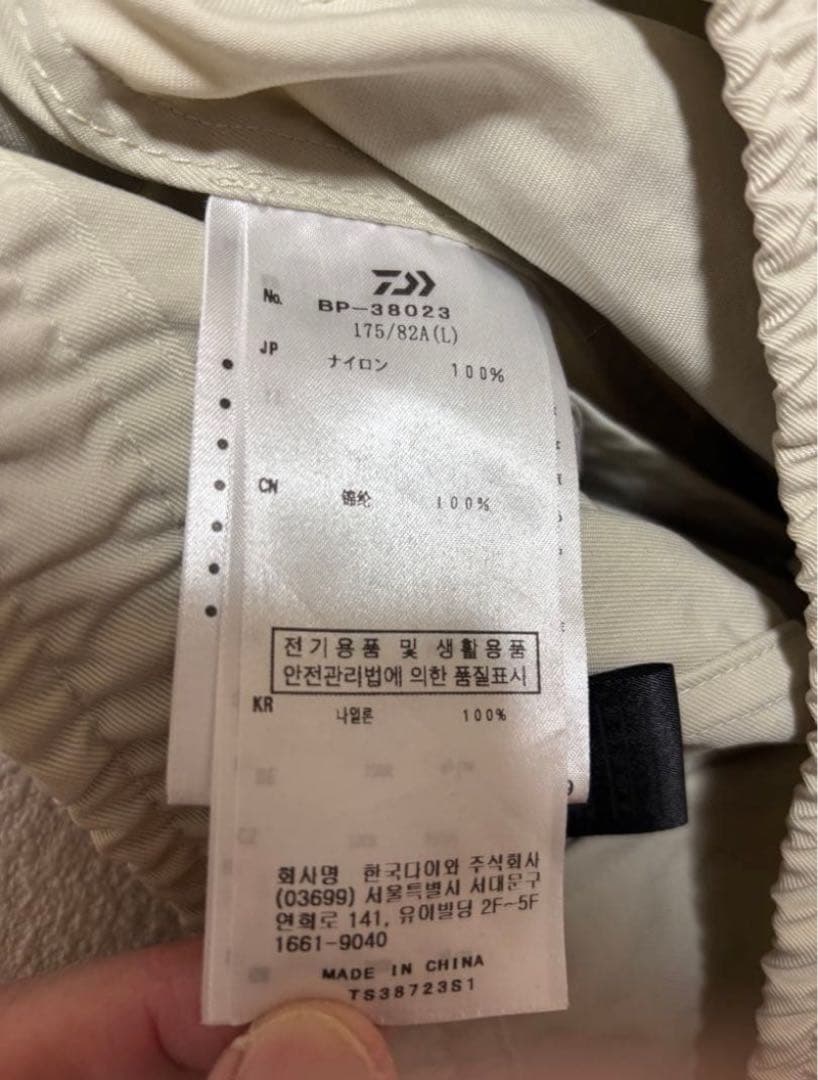 No. BP-38023
175/82A(L)
JP ナイロン 100%
CN 锦纶 100%
전기용품 및 생활용품
안전관리법에 의한 품질표시
KR 나일론 100%
회사명 한국다이와 주식회사
(03699) 서울특별시 서대문구
연희로 141, 유이빌딩 2F~5F
1661-9040
MADE IN CHINA
TS38723S1